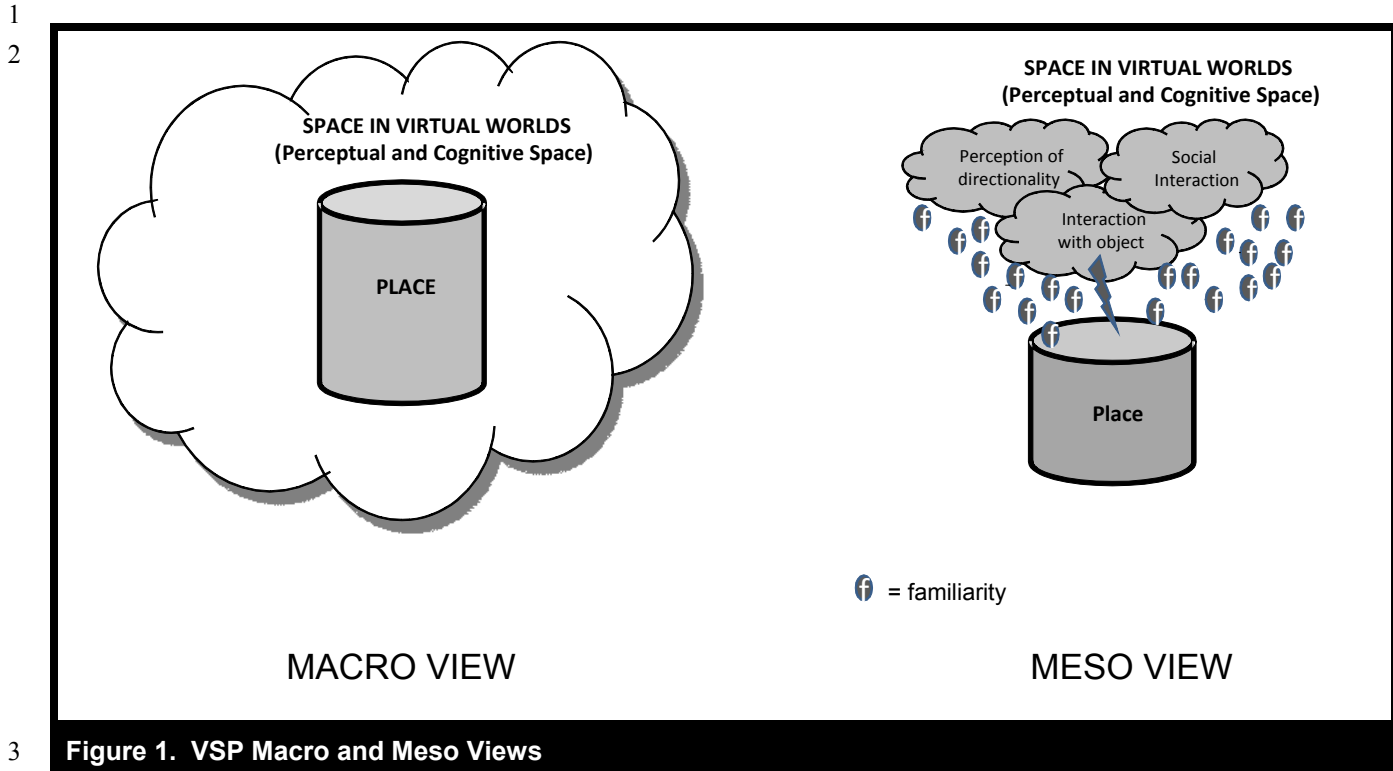 1
2
SPACE IN VIRTUAL WORLDS
(Perceptual and Cognitive Space)
PLACE
MACRO VIEW
SPACE IN VIRTUAL WORLDS
(Perceptual and Cognitive Space)
Perception of
directionality
Social
Interaction
Interaction
with object
f f f f f f f f f f f f f f f f f f f f f
Place
f = familiarity
MESO VIEW
3
Figure 1. VSP Macro and Meso Views